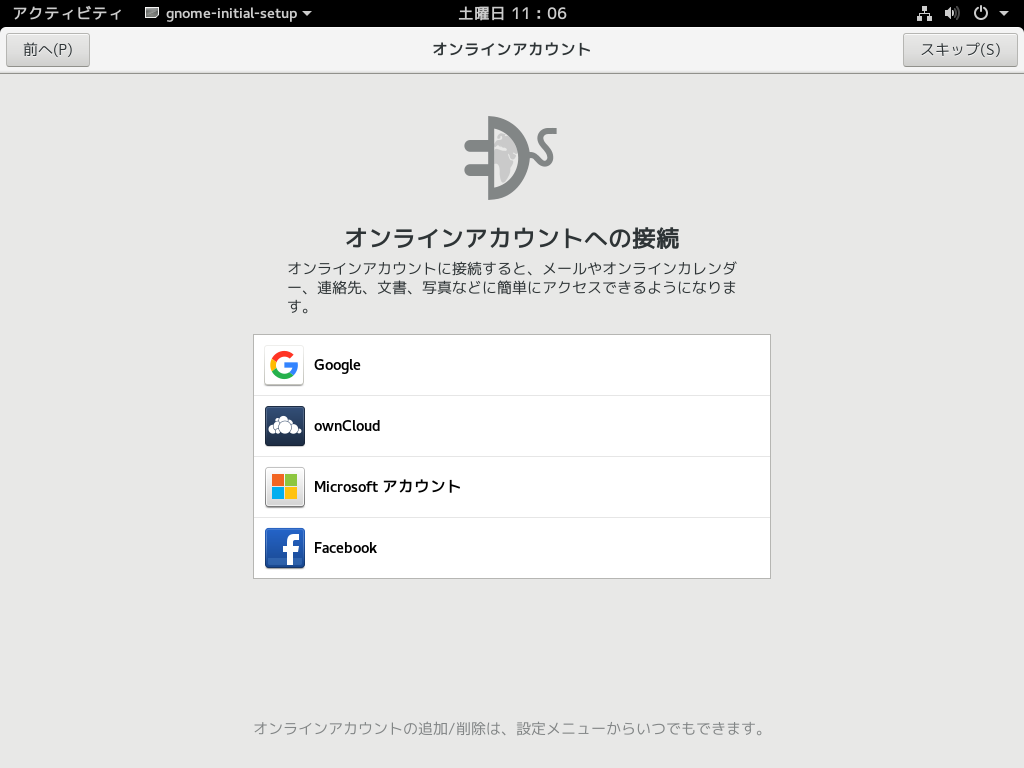 アクティビティ gnome-initial-setup 土曜日 11：06
前へ(P) オンラインアカウント スキップ(S)
オンラインアカウントへの接続
オンラインアカウントに接続すると、メールやオンラインカレンダ
ー、連絡先、文書、写真などに簡単にアクセスできるようになりま
す。
Google
ownCloud
Microsoft アカウント
Facebook
オンラインアカウントの追加/削除は、設定メニューからいつでもできます。